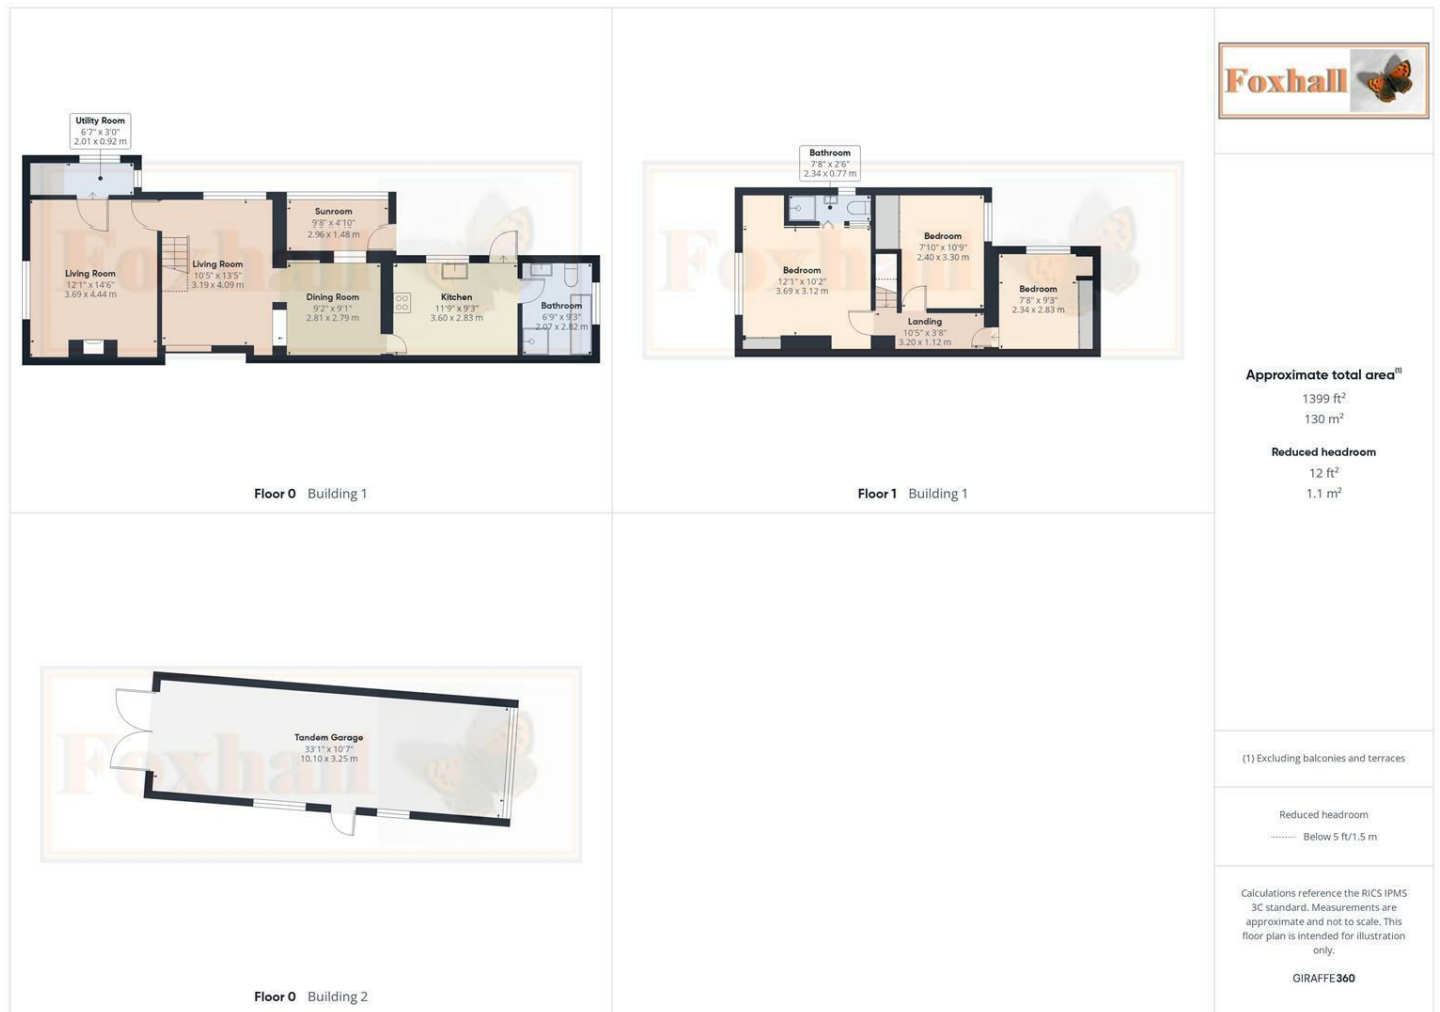 Utility Room
6'7" x 3'0"
2.01 x 0.92 m
Living Room
12'1" x 14'6"
3.69 x 4.44 m
Living Room
10'5" x 13'5"
3.19 x 4.09 m
Sunroom
9'8" x 4'10"
2.96 x 1.48 m
Dining Room
9'2" x 9'1"
2.81 x 2.79 m
Kitchen
11'9" x 9'3"
3.60 x 2.83 m
Bathroom
6'9" x 9'3"
2.07 x 2.82 m
Foxhall
Floor 0 Building 1
Bathroom
7'8" x 2'6"
2.34 x 0.77 m
Bedroom
12'1" x 10'2"
3.69 x 3.12 m
Bedroom
7'10" x 10'9"
2.40 x 3.30 m
Bedroom
7'8" x 9'3"
2.34 x 2.83 m
Landing
10'5" x 3'8"
3.20 x 1.12 m
Foxhall
Floor 1 Building 1
Tandem Garage
33'1" x 10'7"
10.10 x 3.25 m
Foxhall
Floor 0 Building 2
Foxhall
Approximate total area(1)
1399 ft²
130 m²
Reduced headroom
12 ft²
1.1 m²
(1) Excluding balconies and terraces
Reduced headroom
Below 5 ft/1.5 m
Calculations reference the RICS IPMS
3C standard. Measurements are
approximate and not to scale. This
floor plan is intended for illustration
only.
GIRAFFE360